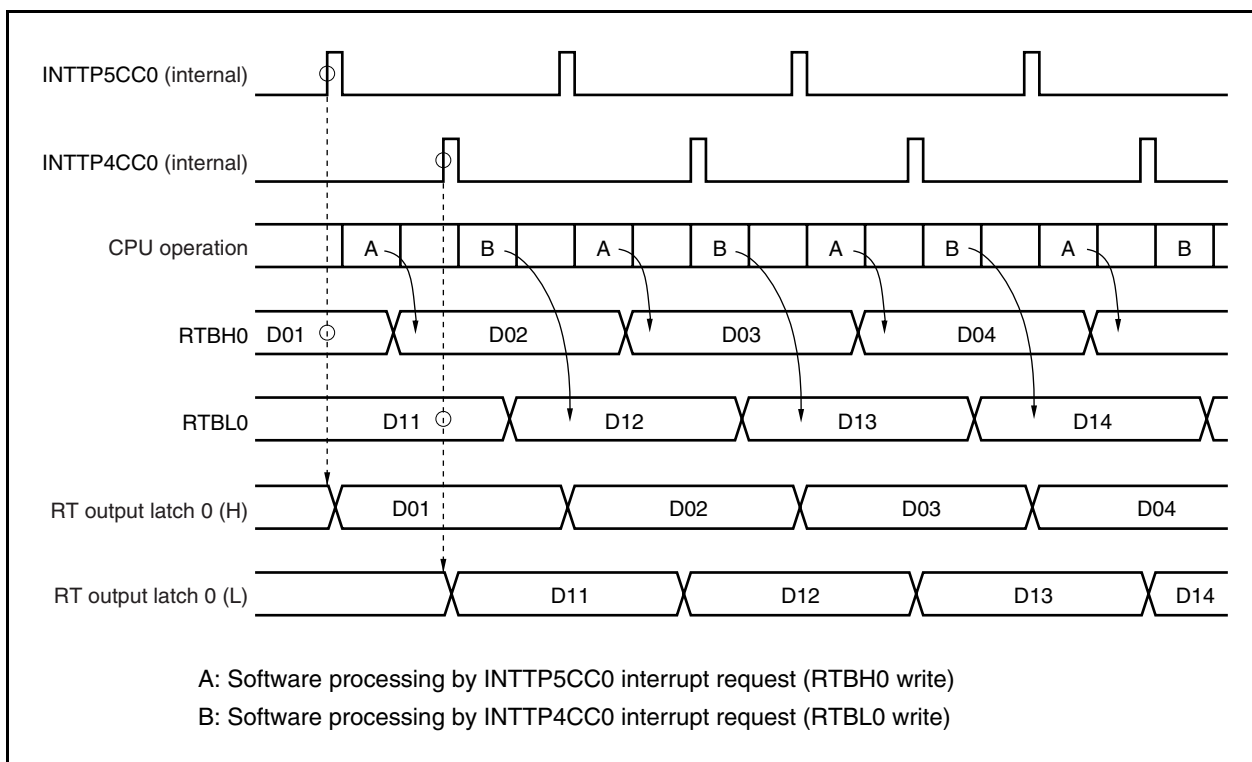 INTTP5CC0 (internal)
INTTP4CC0 (internal)
CPU operation A B A B A B A B
RTBH0 D01 D02 D03 D04
RTBL0 D11 D12 D13 D14
RT output latch 0 (H) D01 D02 D03 D04
RT output latch 0 (L) D11 D12 D13 D14
A: Software processing by INTTP5CC0 interrupt request (RTBH0 write)
B: Software processing by INTTP4CC0 interrupt request (RTBL0 write)